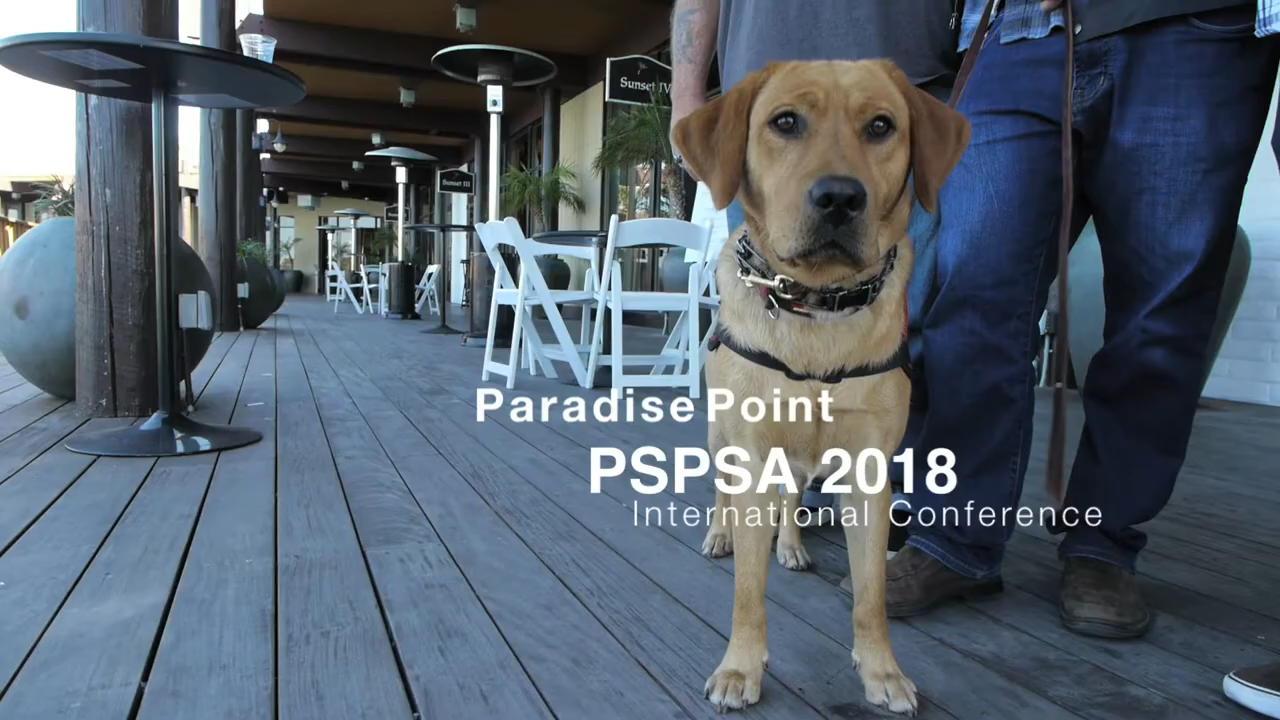 Sunset IV
Sunset III
Paradise Point
PSPSA 2018
International Conference